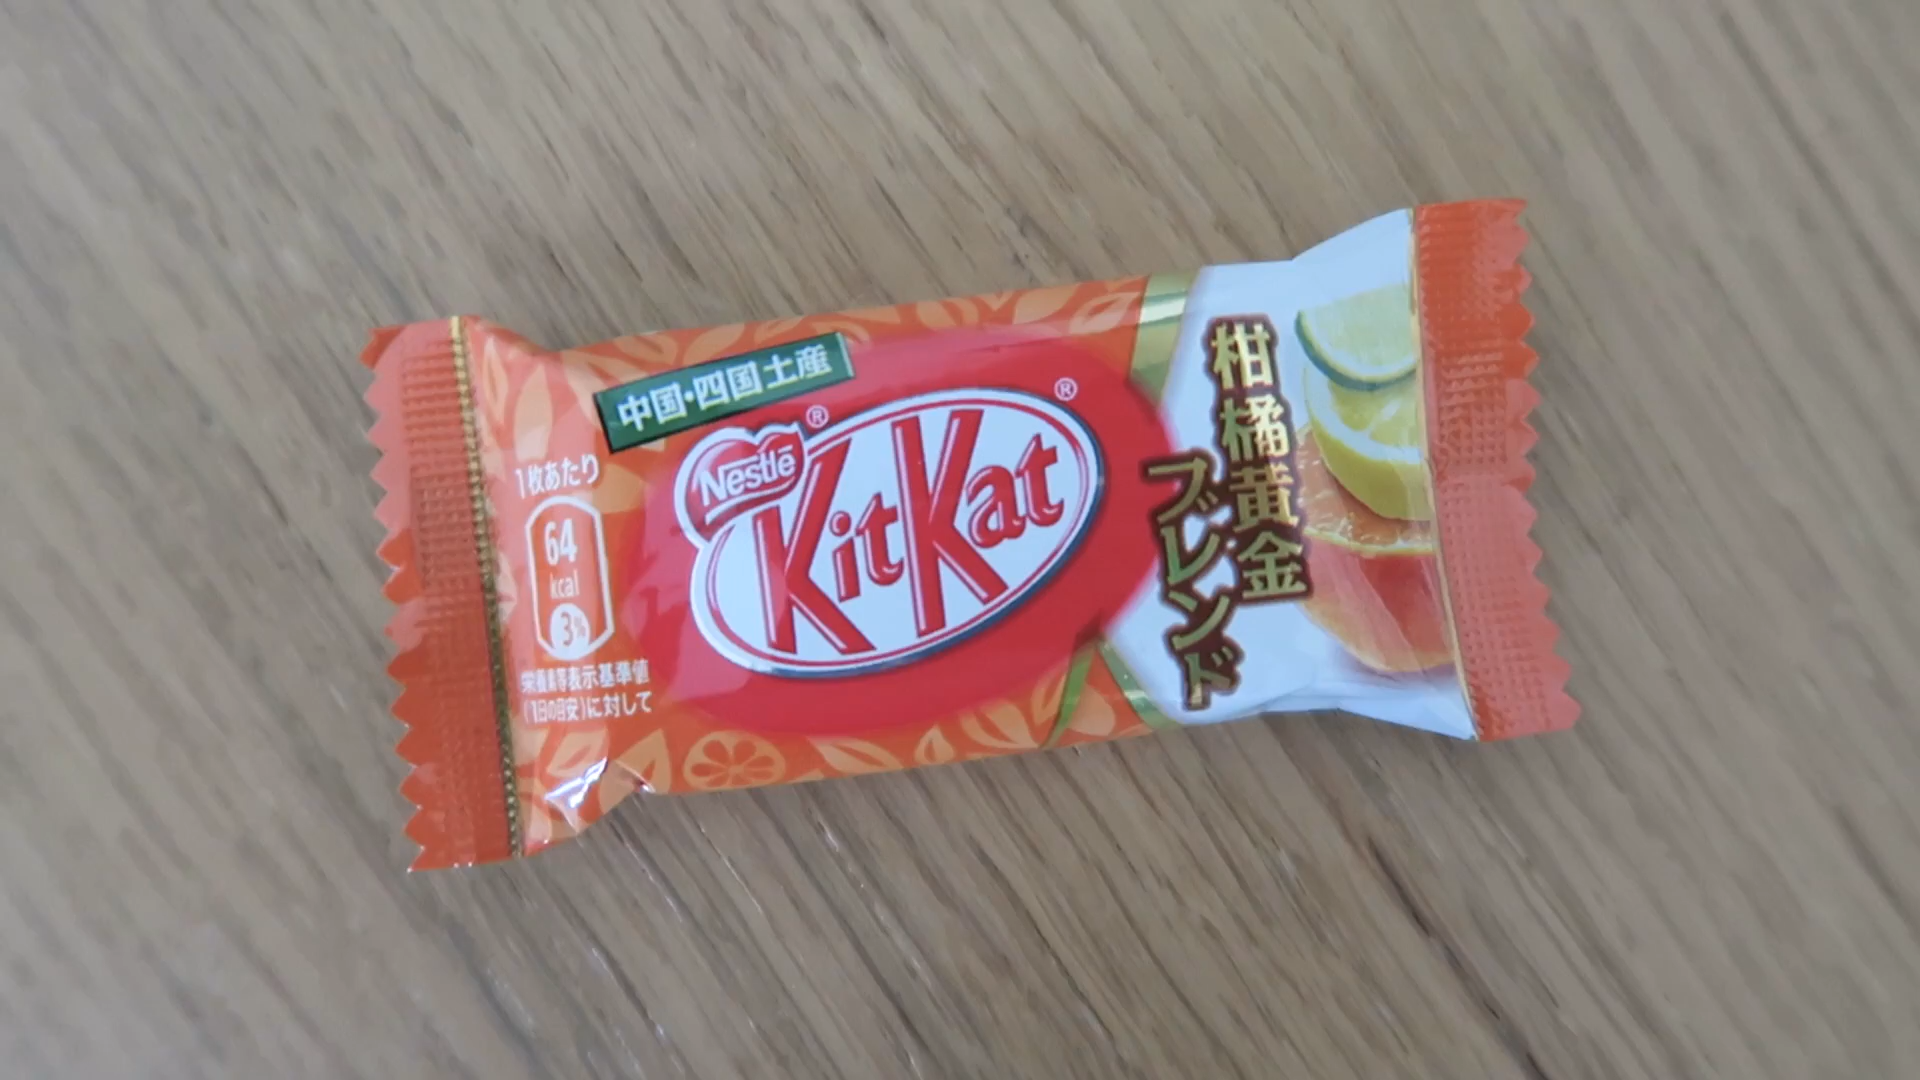 中国・四国土産
Nestlé®
KitKat®
1枚あたり
64
kcal
3%
栄養素等表示基準値
(1日の目安)に対して
柑橘黄金
ブレンド